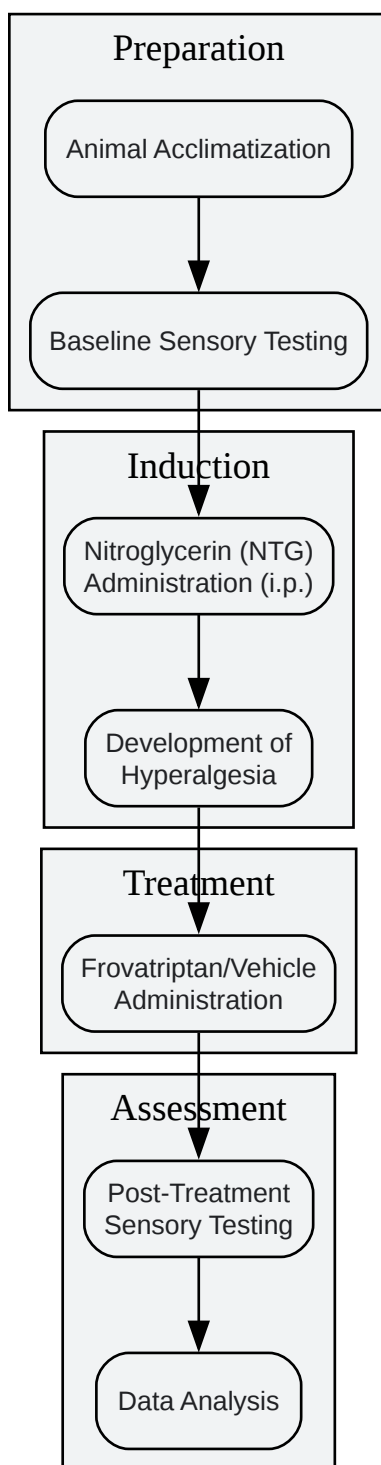 Preparation
Animal Acclimatization
Baseline Sensory Testing
Induction
Nitroglycerin (NTG)
Administration (i.p.)
Development of
Hyperalgesia
Treatment
Frovatriptan/Vehicle
Administration
Assessment
Post-Treatment
Sensory Testing
Data Analysis